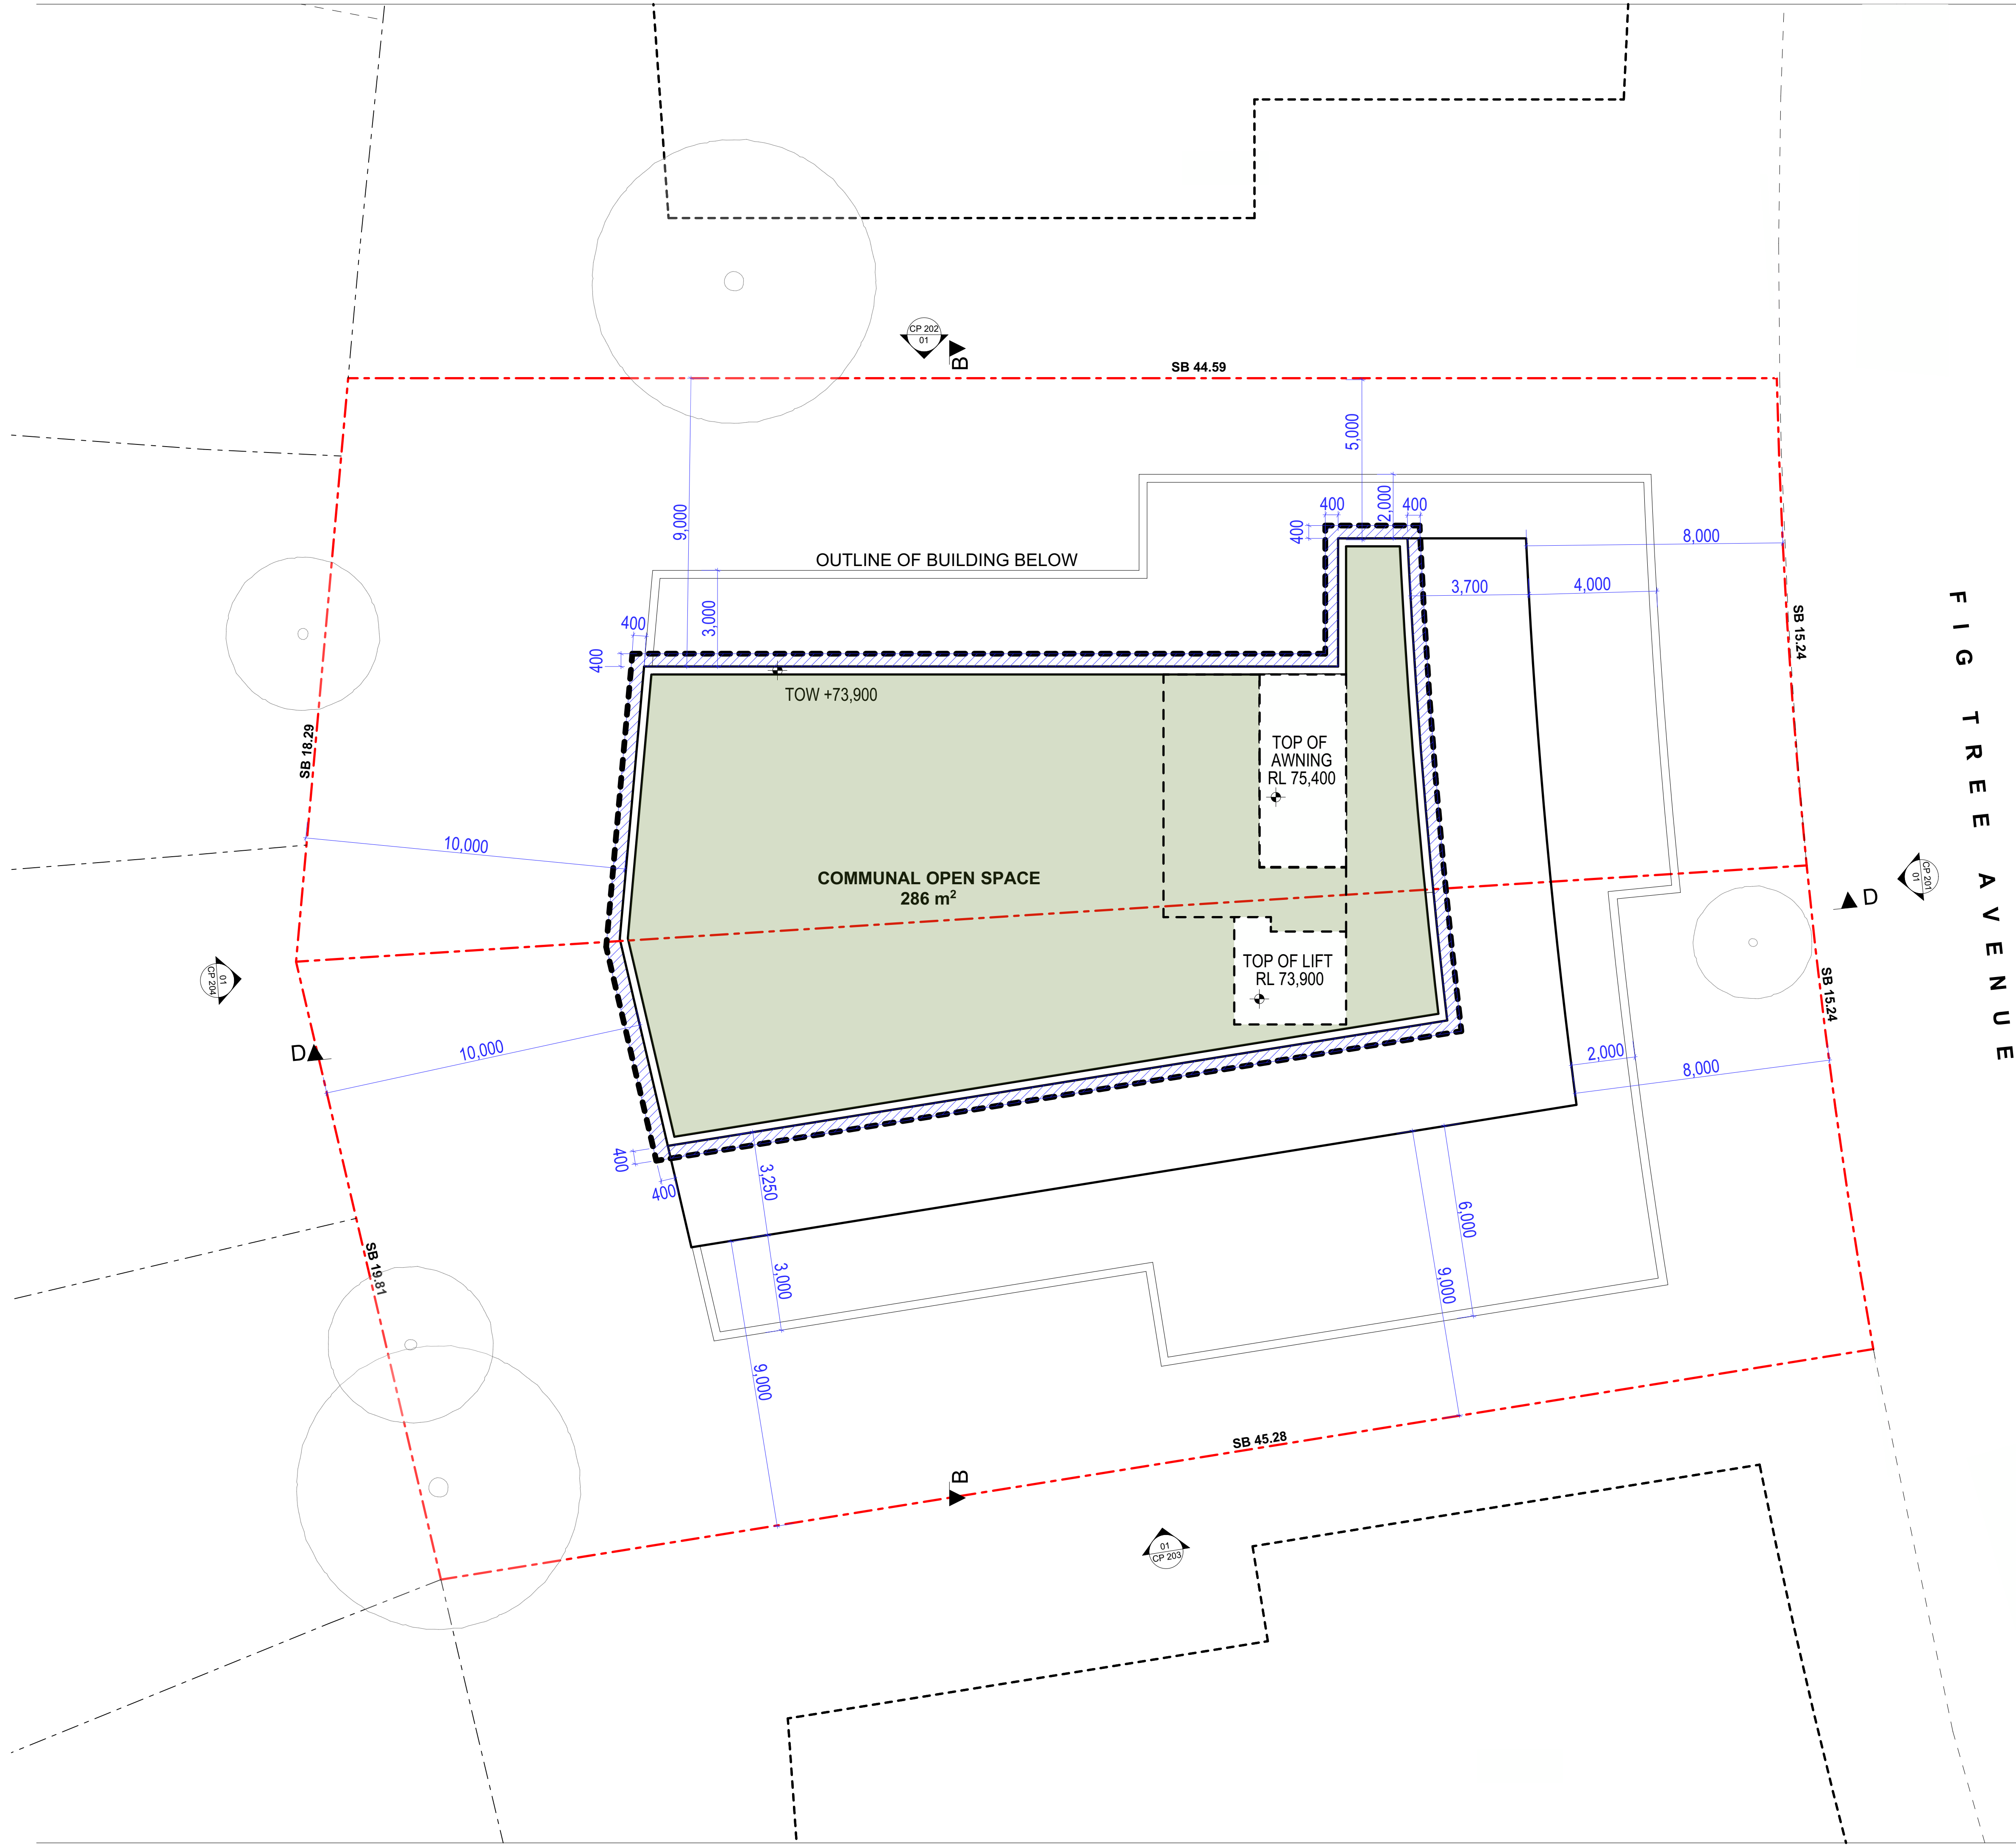 CP 202
01
B
SB 44.59
5,000
9,000
400
2,000
400
400
8,000
OUTLINE OF BUILDING BELOW
3,700
4,000
3,000
400
400
SB 15.24
FIG TREE AVENUE
TOW +73,900
SB 18.29
TOP OF
AWNING
RL 75,400
10,000
COMMUNAL OPEN SPACE
286 m²
CP 201
01
D
TOP OF LIFT
RL 73,900
01
CP 204
SB 15.24
D
10,000
2,000
8,000
400
400
3,250
6,000
SB 19.81
3,000
9,000
9,000
SB 45.28
B
01
CP 203